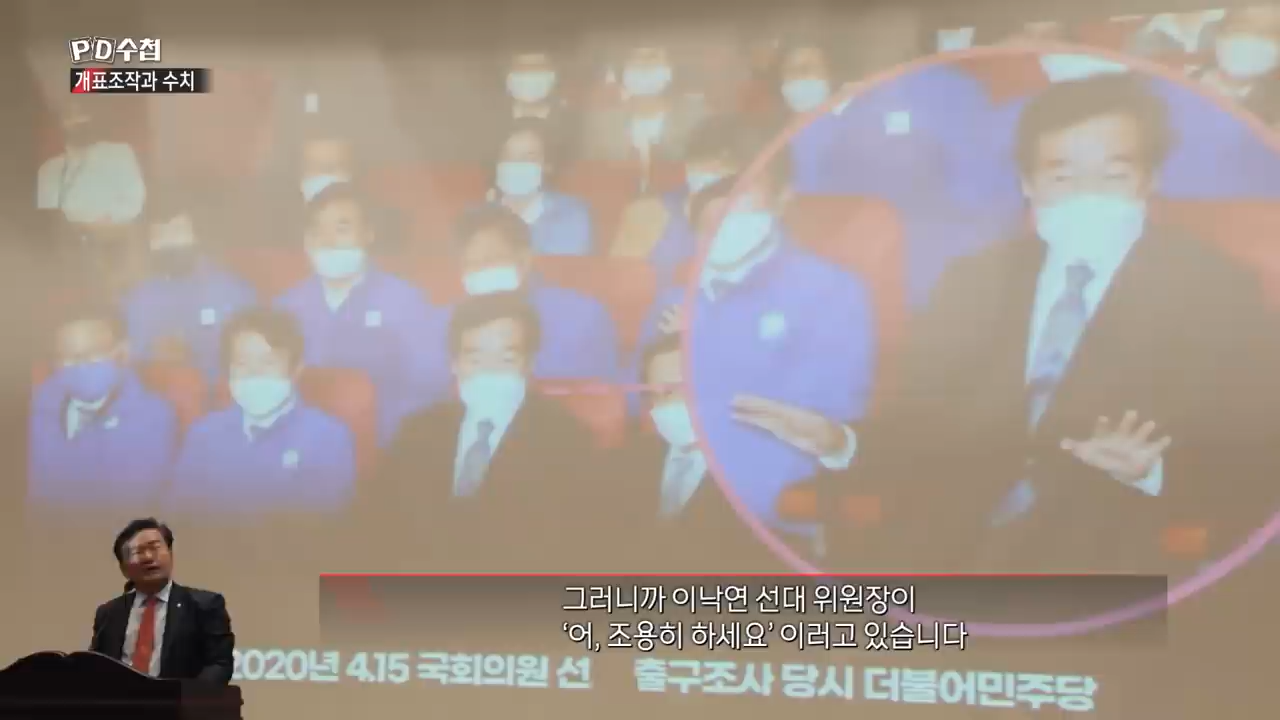 PD수첩
개표조작과 수치
그러니까 이낙연 선대 위원장이
‘어, 조용히 하세요’ 이러고 있습니다
2020년 4.15 국회의원 선 출구조사 당시 더불어민주당